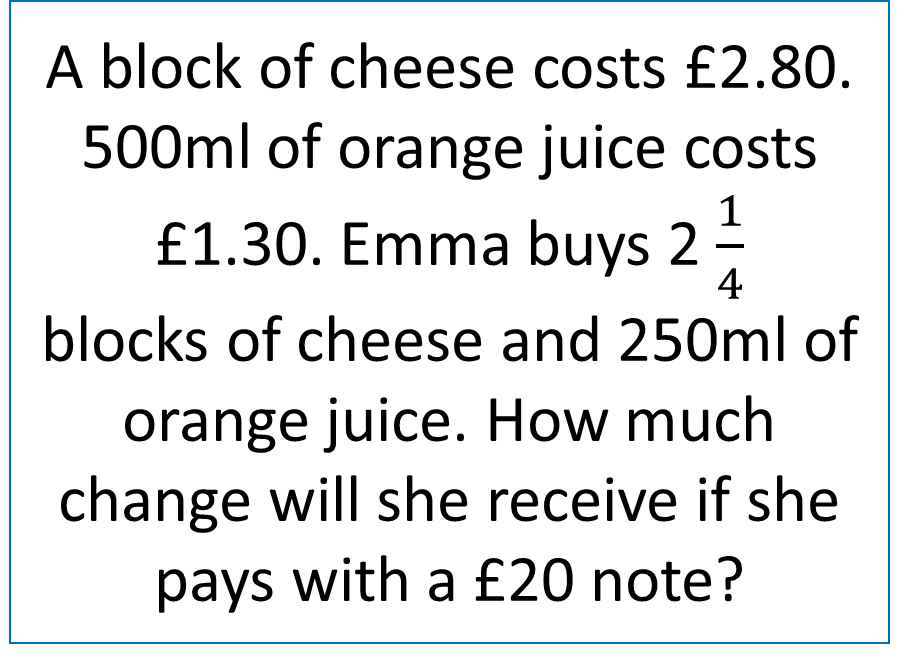 A block of cheese costs £2.80.
500ml of orange juice costs
£1.30. Emma buys 2 1/4
blocks of cheese and 250ml of
orange juice. How much
change will she receive if she
pays with a £20 note?